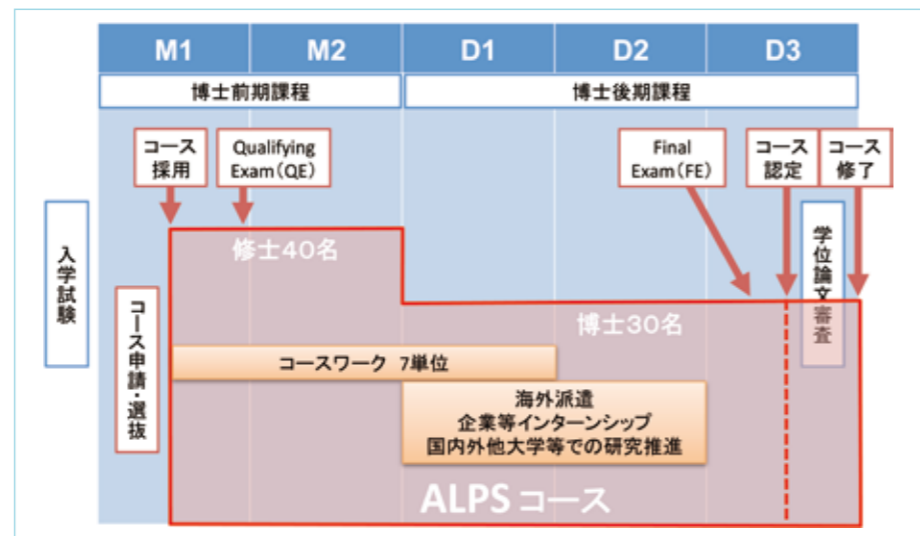 M1 M2 D1 D2 D3
博士前期課程 博士後期課程
コース
採用
Qualifying
Exam(QE)
Final
Exam(FE)
コース
認定
コース
修了
入学試験
コース申請・選抜
修士40名
学位論文審査
博士30名
コースワーク 7単位
海外派遣
企業等インターンシップ
国内外他大学等での研究推進
ALPS コース